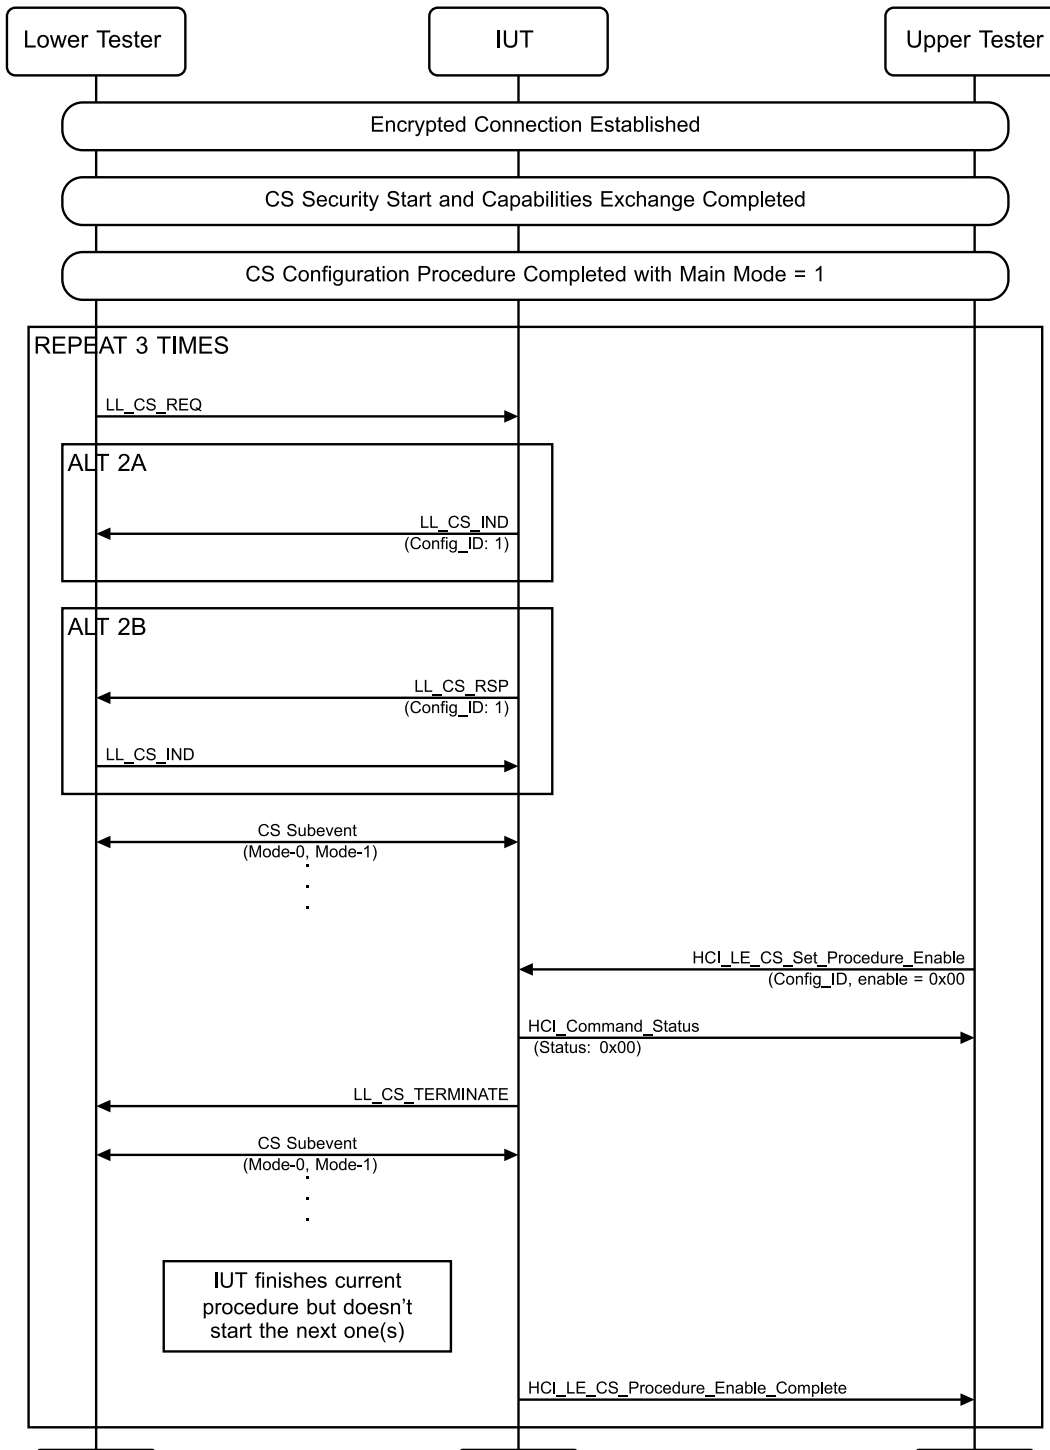 Lower Tester
IUT
Upper Tester
Encrypted Connection Established
CS Security Start and Capabilities Exchange Completed
CS Configuration Procedure Completed with Main Mode = 1
REPEAT 3 TIMES
LL_CS_REQ
ALT 2A
LL_CS_IND
(Config_ID: 1)
ALT 2B
LL_CS_RSP
(Config_ID: 1)
LL_CS_IND
CS Subevent
(Mode-0, Mode-1)
.
.
.
HCI_LE_CS_Set_Procedure_Enable
(Config_ID, enable = 0x00
HCI_Command_Status
(Status: 0x00)
LL_CS_TERMINATE
CS Subevent
(Mode-0, Mode-1)
.
.
.
IUT finishes current
procedure but doesn't
start the next one(s)
HCI_LE_CS_Procedure_Enable_Complete